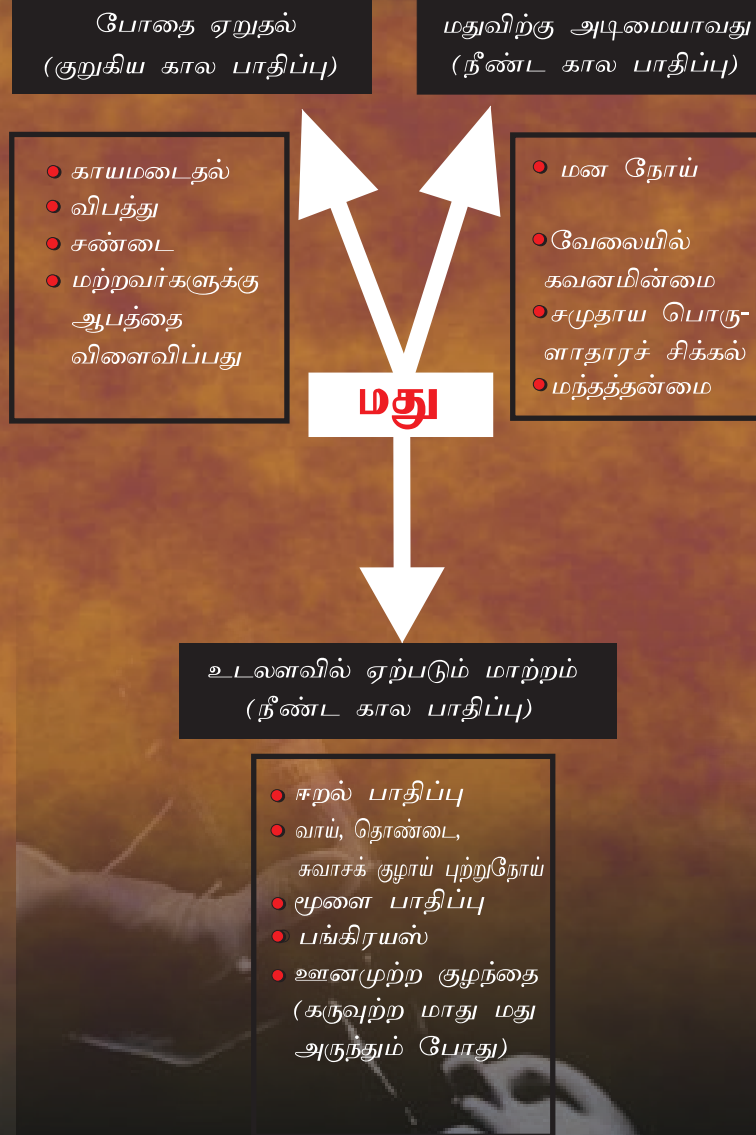 போதை ஏறுதல்
(குறுகிய கால பாதிப்பு)
மதுவிற்கு அடிமையாவது
(நீண்ட கால பாதிப்பு)
காயமடைதல்
விபத்து
சண்டை
மற்றவர்களுக்கு
ஆபத்தை
விளைவிப்பது
மன நோய்
வேலையில்
கவனமின்மை
சமுதாய பொரு-
ளாதாரச் சிக்கல்
மந்தத்தன்மை
மது
உடலளவில் ஏற்படும் மாற்றம்
(நீண்ட கால பாதிப்பு)
ஈறல் பாதிப்பு
வாய், தொண்டை,
சுவாசக் குழாய் புற்றுநோய்
மூளை பாதிப்பு
பங்கிரயஸ்
ஊனமுற்ற குழந்தை
(கருவுற்ற மாது மது
அருந்தும் போது)